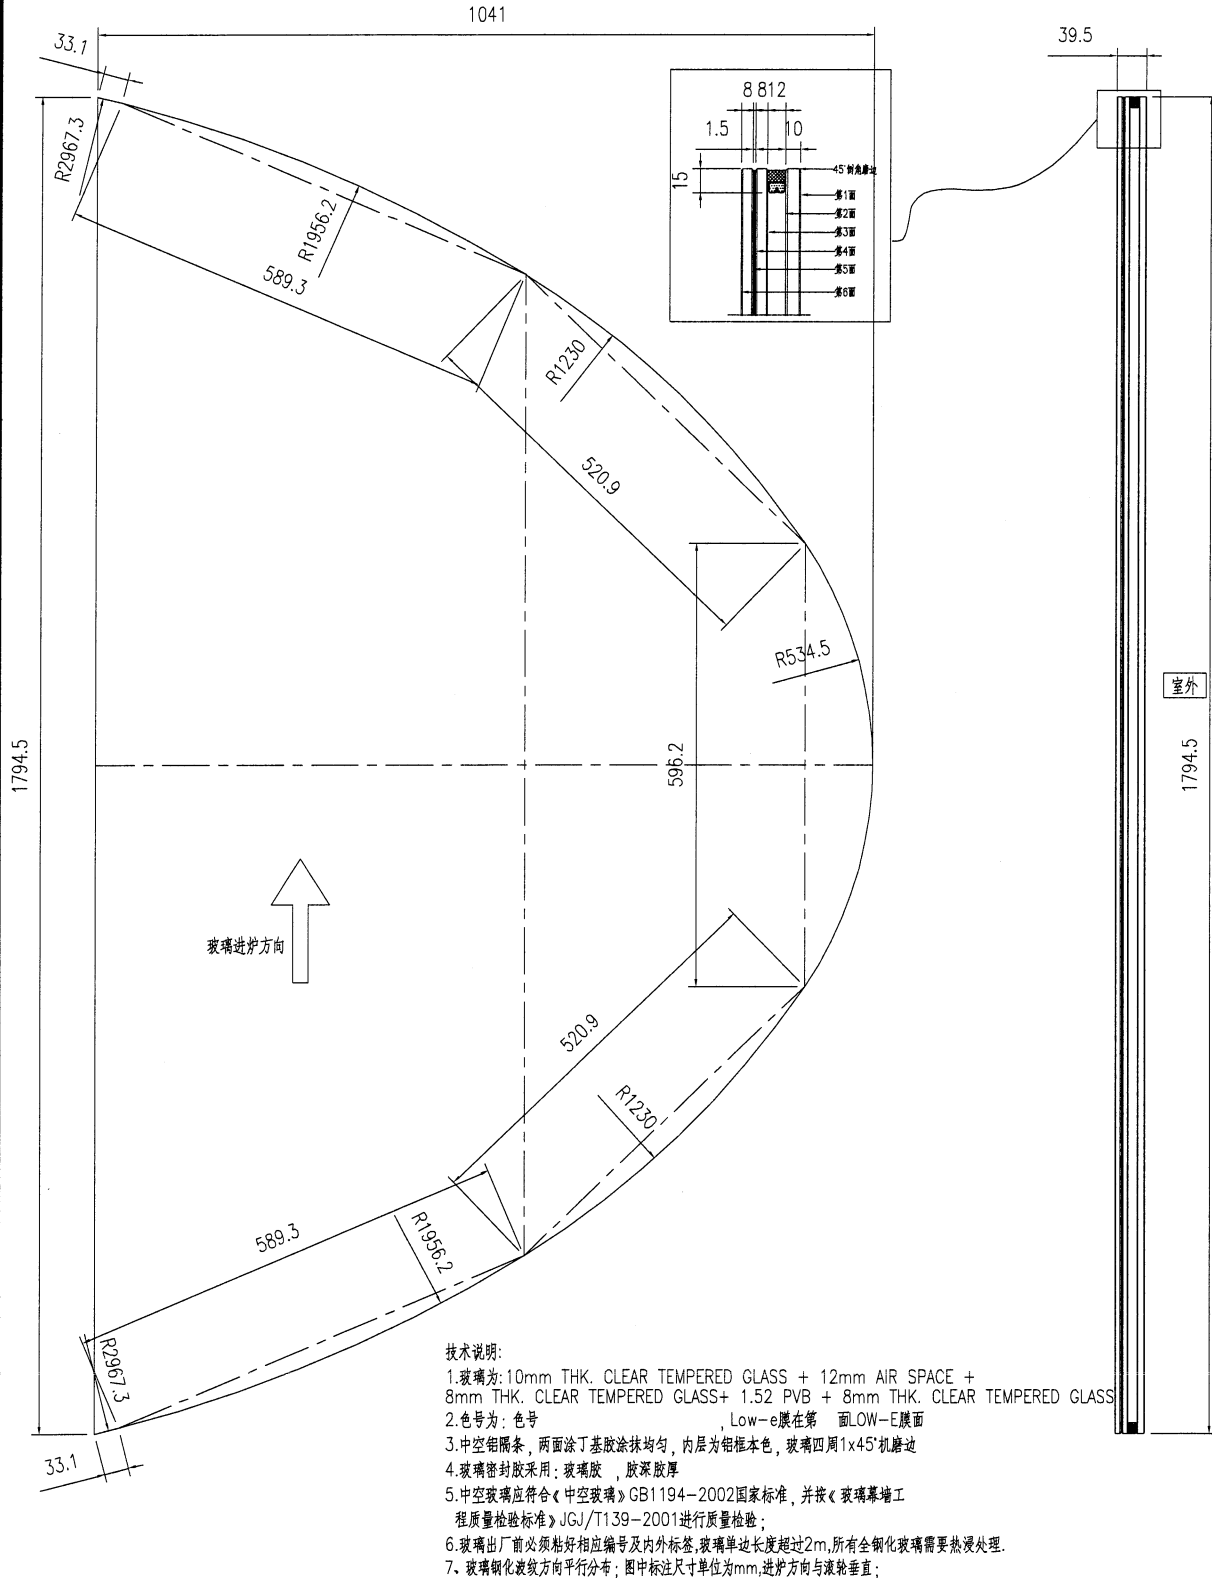 1041
33.1
39.5
8 8 12
1.5
10
15
45°倒角磨边
第1面
第2面
第3面
第4面
第5面
第6面
R2967.3
R1956.2
589.3
R1230
520.9
R534.5
室外
1794.5
596.2
1794.5
玻璃进炉方向
520.9
R1230
589.3
R1956.2
R2967.3
33.1
技术说明:
1.玻璃为: 10mm THK. CLEAR TEMPERED GLASS + 12mm AIR SPACE +
8mm THK. CLEAR TEMPERED GLASS+ 1.52 PVB + 8mm THK. CLEAR TEMPERED GLASS
2.色号为: 色号 , Low-e膜在第 面LOW-E膜面
3.中空铝隔条, 两面涂丁基胶涂抹均匀, 内层为铝框本色, 玻璃四周1x45°机磨边
4.玻璃密封胶采用: 玻璃胶 , 胶深胶厚
5.中空玻璃应符合《中空玻璃》GB1194-2002国家标准, 并按《玻璃幕墙工
程质量检验标准》JGJ/T139-2001进行质量检验;
6.玻璃出厂前必须粘好相应编号及内外标签,玻璃单边长度超过2m,所有全钢化玻璃需要热浸处理.
7、玻璃钢化波纹方向平行分布; 图中标注尺寸单位为mm,进炉方向与滚轮垂直;